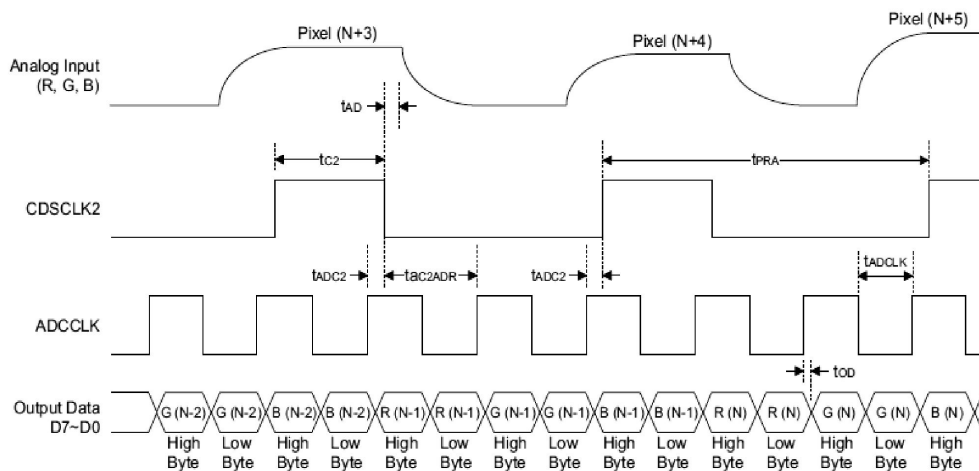 Pixel (N+3)
Pixel (N+4)
Pixel (N+5)
Analog Input
(R, G, B)
tAD
tC2
tPRA
CDSCLK2
tADC2
tac2ADR
tADC2
tADCLK
ADCCLK
tOD
Output Data
D7~D0
G (N-2) G (N-2) B (N-2) B (N-2) R (N-1) R (N-1) G (N-1) G (N-1) B (N-1) B (N-1) R (N) R (N) G (N) G (N) B (N)
High Low High Low High Low High Low High Low High Low High Low High
Byte Byte Byte Byte Byte Byte Byte Byte Byte Byte Byte Byte Byte Byte Byte